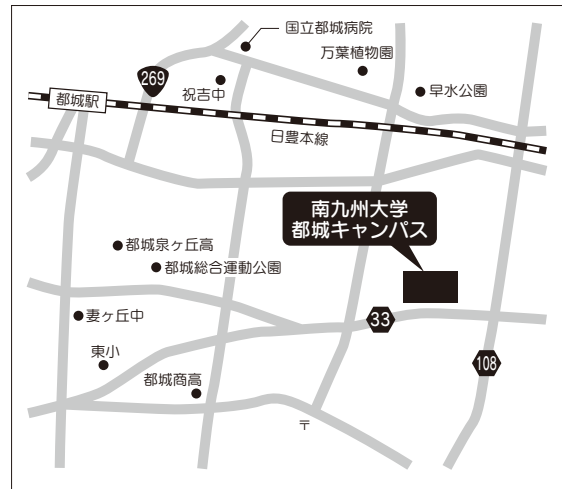 国立都城病院
万葉植物園
269
祝吉中
早水公園
都城駅
日豊本線
南九州大学
都城キャンパス
都城泉ヶ丘高
都城総合運動公園
妻ケ丘中
33
東小
108
都城商高
〒